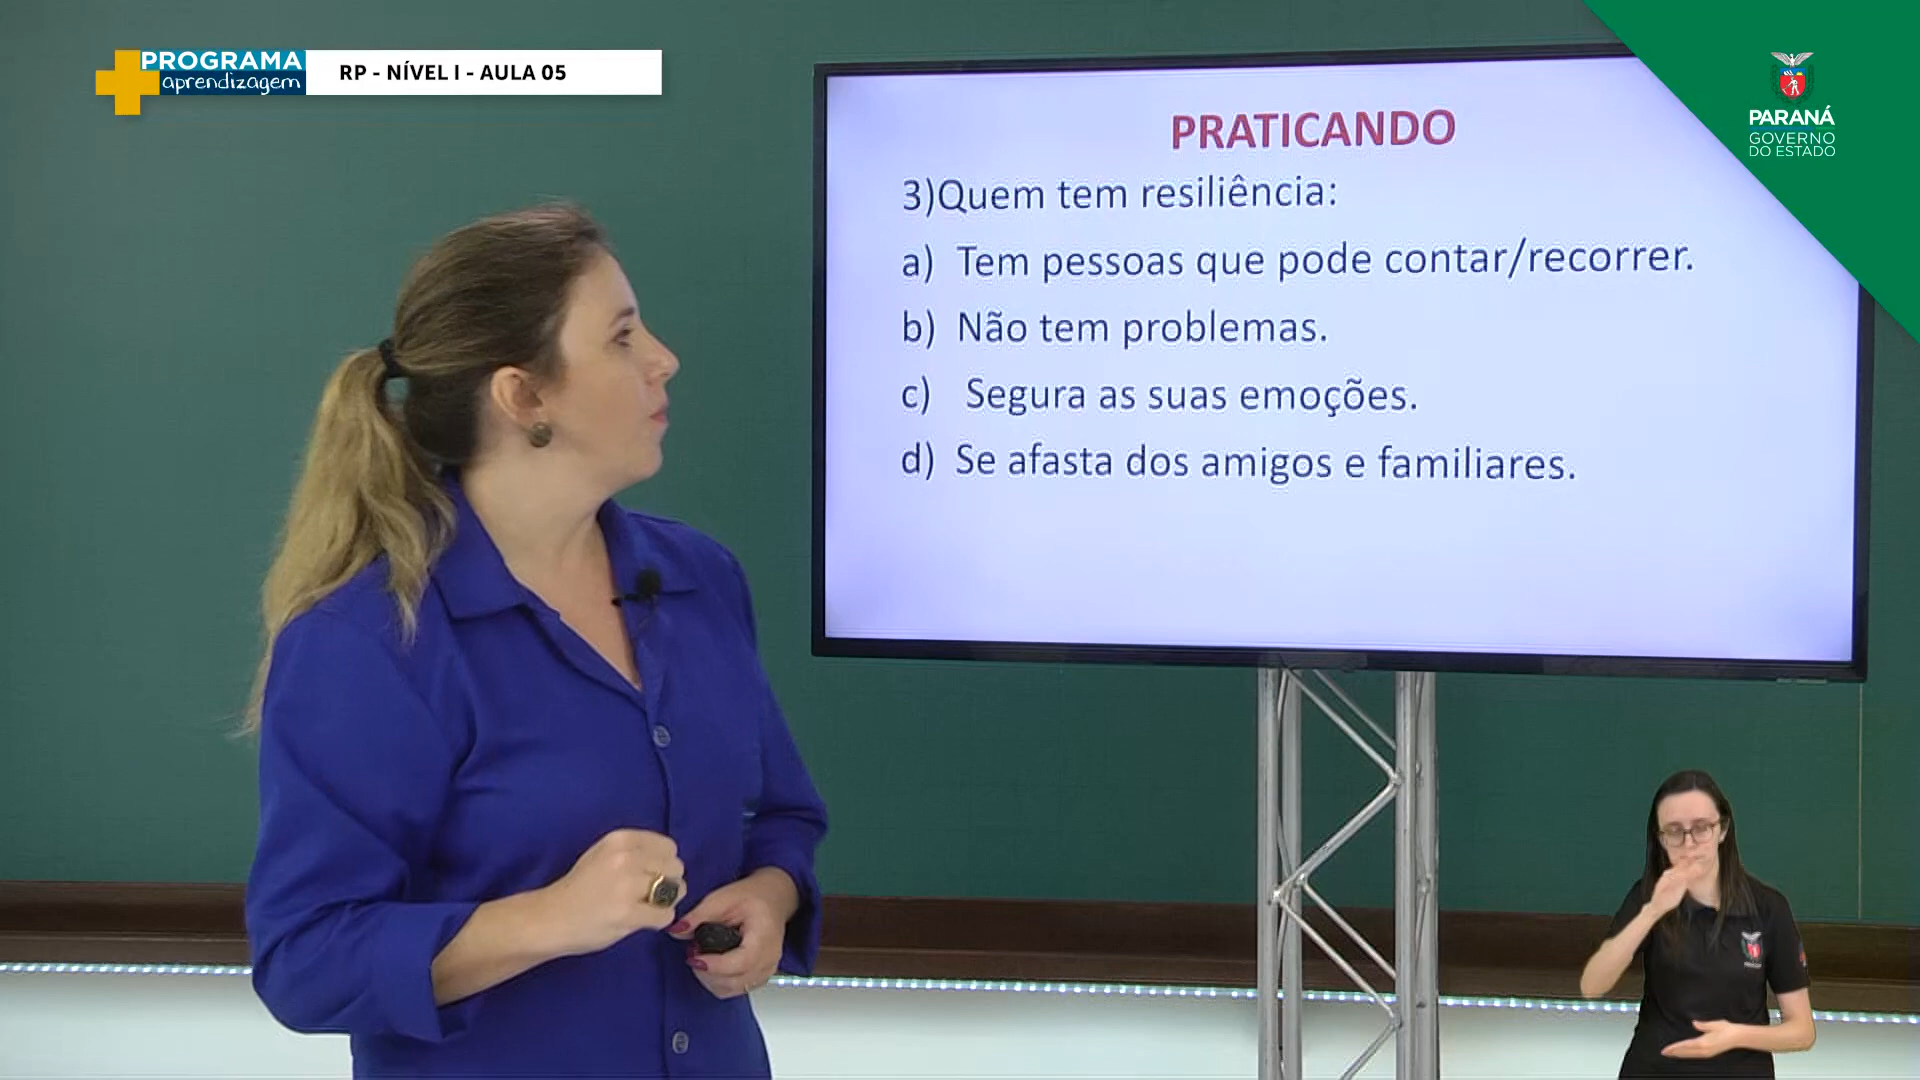 PROGRAMA
aprendizagem
RP - NÍVEL I - AULA 05
PARANÁ
GOVERNO
DO ESTADO
PRATICANDO
3)Quem tem resiliência:
a) Tem pessoas que pode contar/recorrer.
b) Não tem problemas.
c) Segura as suas emoções.
d) Se afasta dos amigos e familiares.